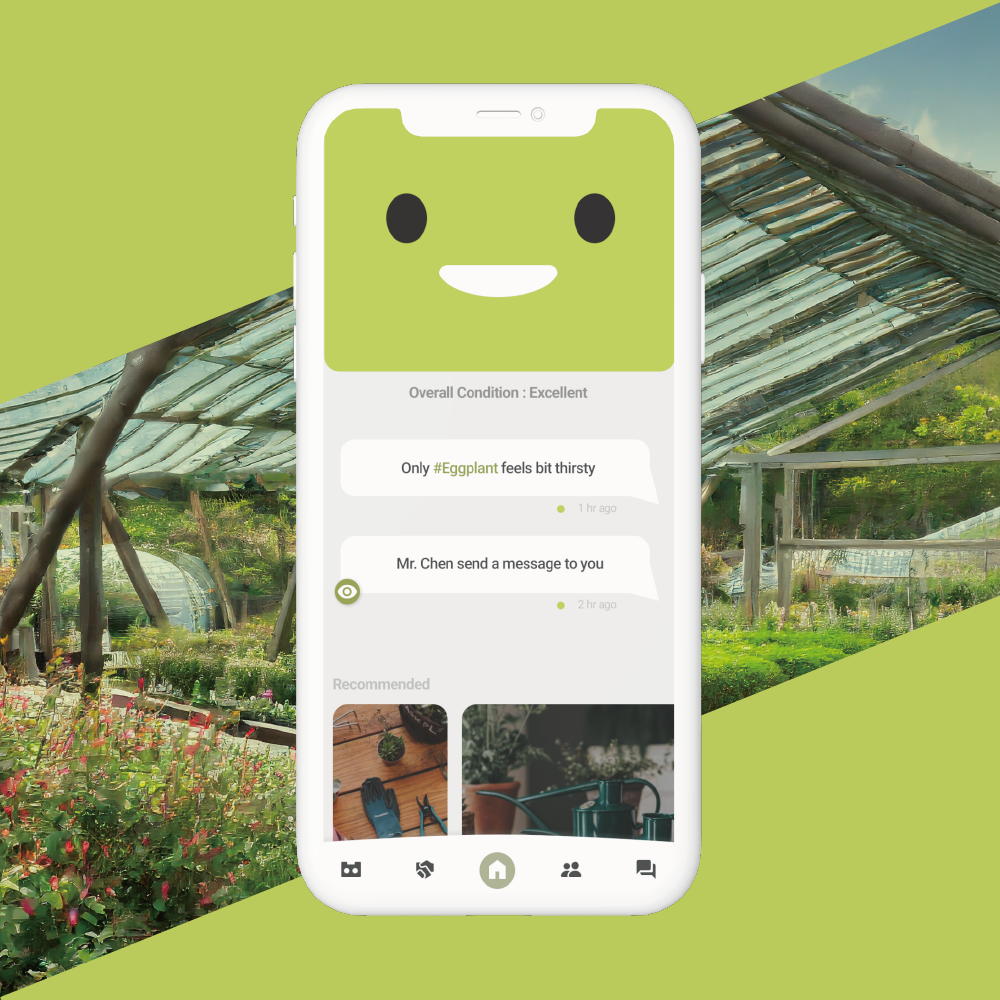 Overall Condition : Excellent
Only #Eggplant feels bit thirsty
1 hr ago
Mr. Chen send a message to you
2 hr ago
Recommended